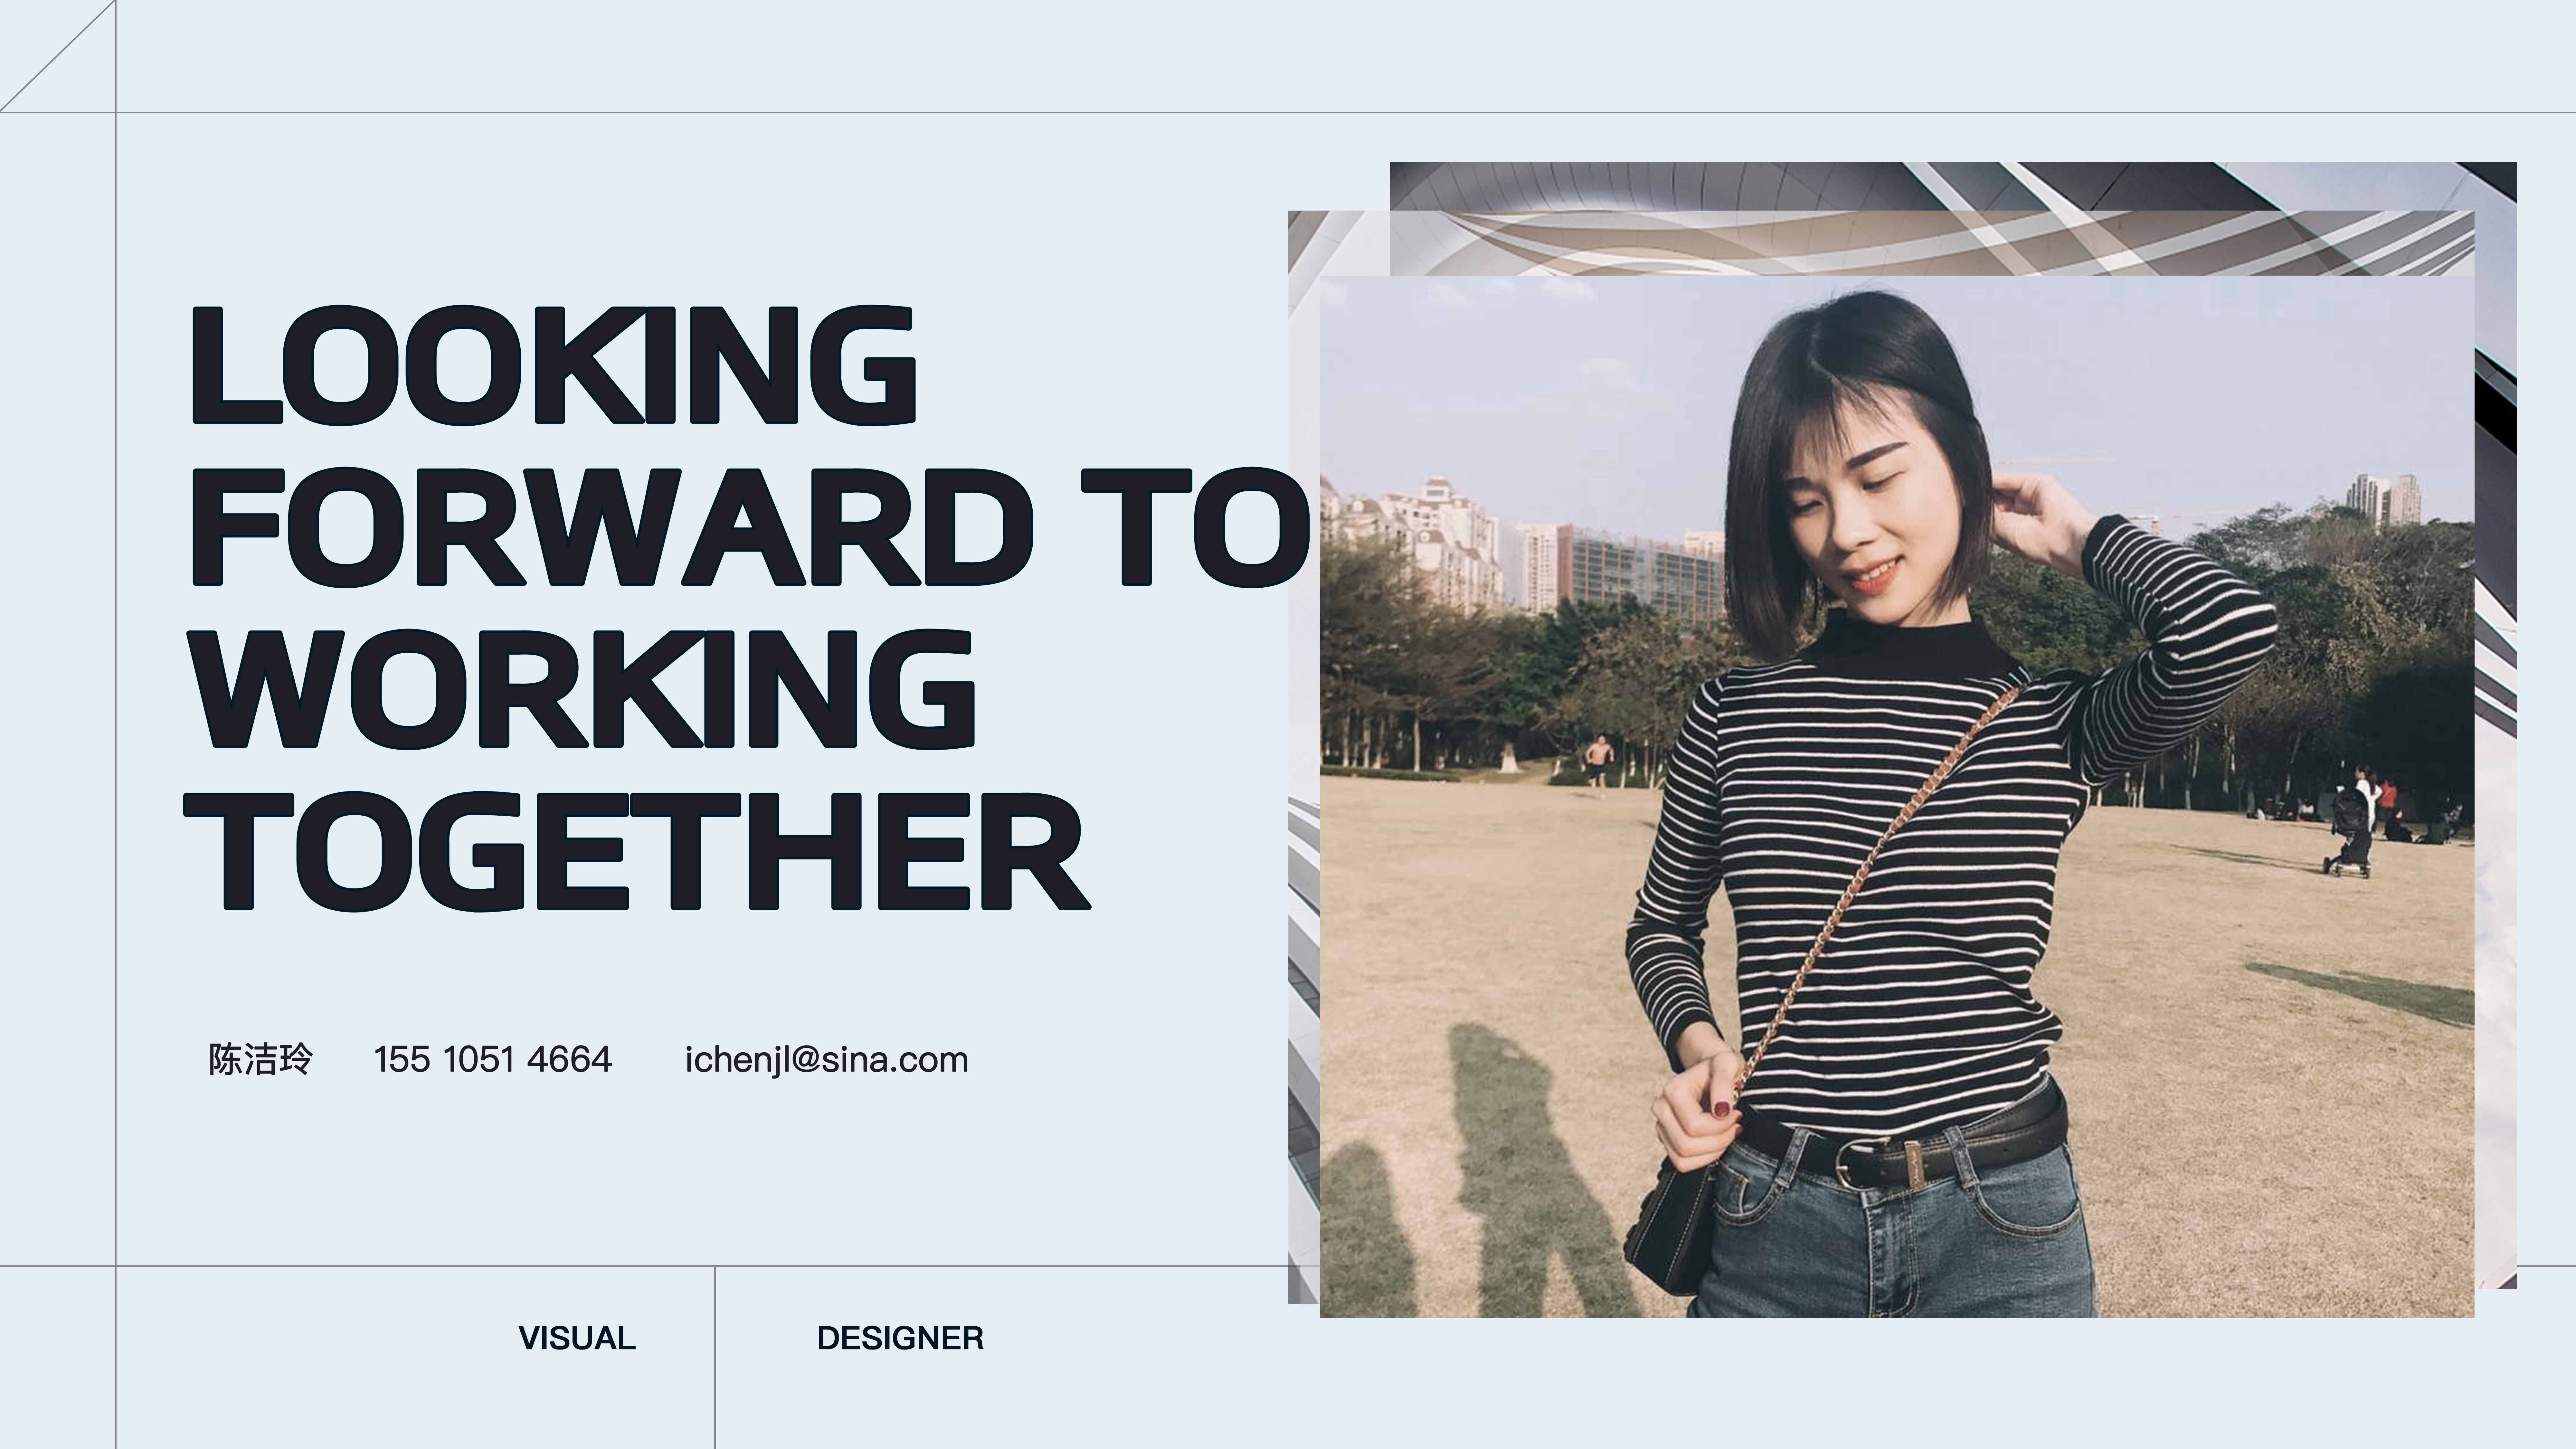 LOOKING
FORWARD TO
WORKING
TOGETHER
陈洁玲 155 1051 4664 ichenjl@sina.com
VISUAL DESIGNER